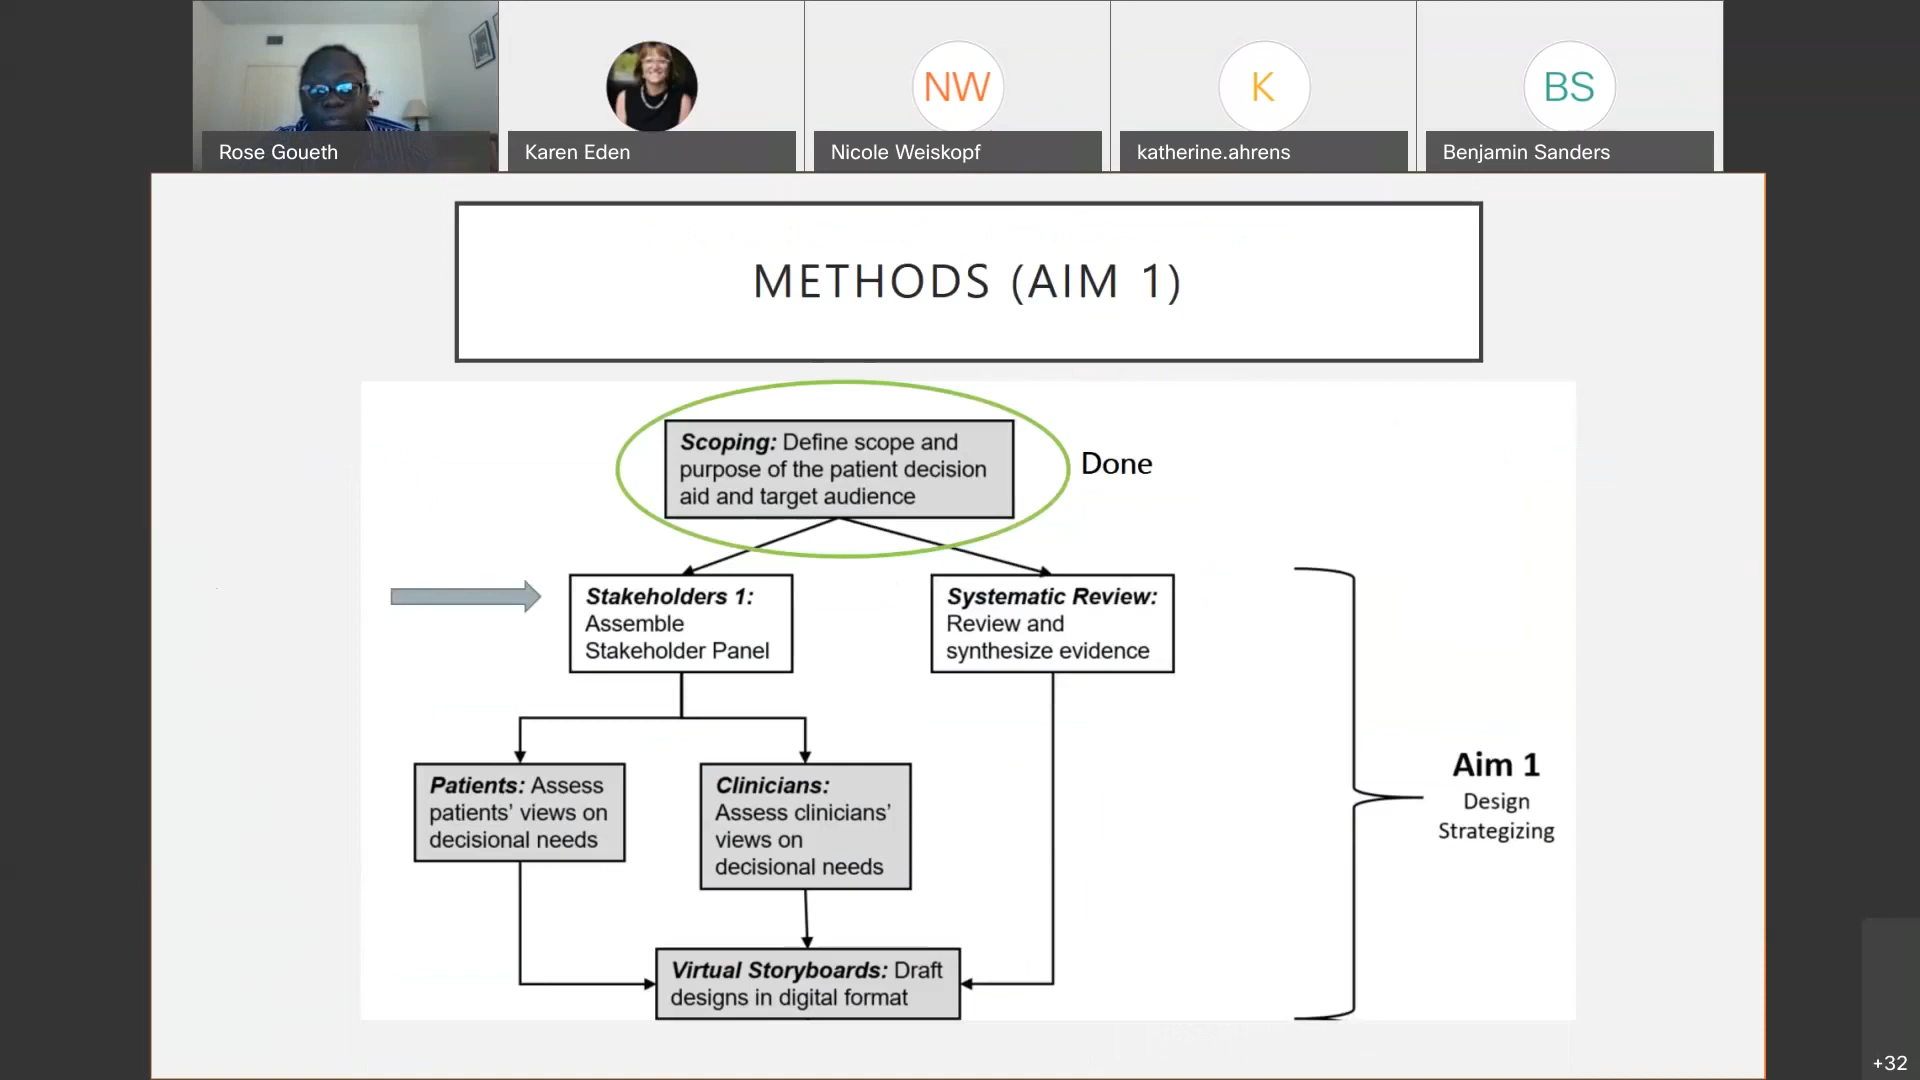 NW
K
BS
Rose Goueth
Karen Eden
Nicole Weiskopf
katherine.ahrens
Benjamin Sanders
METHODS (AIM 1)
Scoping: Define scope and
purpose of the patient decision
aid and target audience
Done
Stakeholders 1:
Assemble
Stakeholder Panel
Systematic Review:
Review and
synthesize evidence
Patients: Assess
patients’ views on
decisional needs
Clinicians:
Assess clinicians’
views on
decisional needs
Aim 1
Design
Strategizing
Virtual Storyboards: Draft
designs in digital format
+32